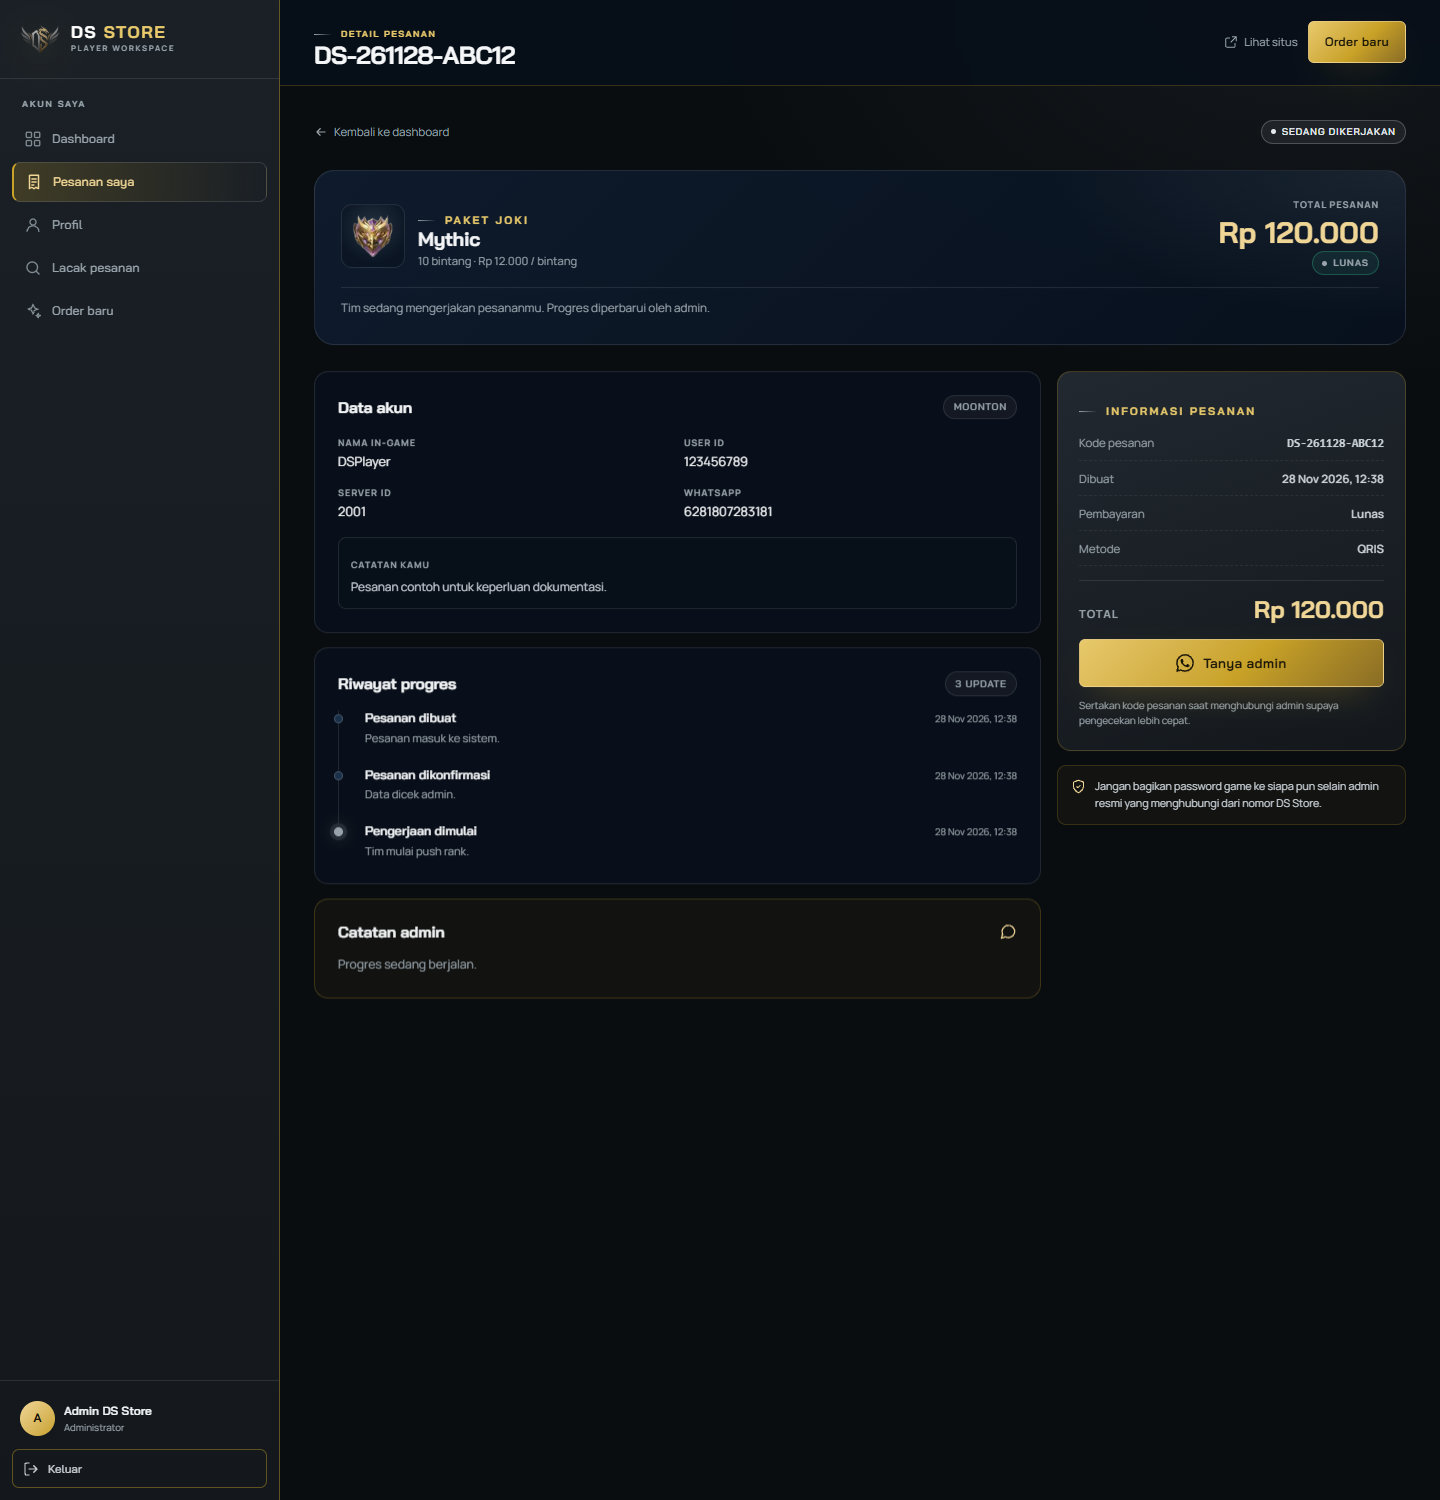 DS STORE
PLAYER WORKSPACE
AKUN SAYA
Dashboard
Pesanan saya
Profil
Lacak pesanan
Order baru
Admin DS Store
A
Administrator
Keluar
DETAIL PESANAN
DS-261128-ABC12
Lihat situs
Order baru
Kembali ke dashboard
SEDANG DIKERJAKAN
PAKET JOKI
Mythic
10 bintang · Rp 12.000 / bintang
TOTAL PESANAN
Rp 120.000
LUNAS
Tim sedang mengerjakan pesananmu. Progres diperbarui oleh admin.
Data akun
MOONTON
NAMA IN-GAME
DSPlayer
USER ID
123456789
SERVER ID
2001
WHATSAPP
6281807283181
CATATAN KAMU
Pesanan contoh untuk keperluan dokumentasi.
Riwayat progres
3 UPDATE
Pesanan dibuat
28 Nov 2026, 12:38
Pesanan masuk ke sistem.
Pesanan dikonfirmasi
28 Nov 2026, 12:38
Data dicek admin.
Pengerjaan dimulai
28 Nov 2026, 12:38
Tim mulai push rank.
Catatan admin
Progres sedang berjalan.
INFORMASI PESANAN
Kode pesanan
DS-261128-ABC12
Dibuat
28 Nov 2026, 12:38
Pembayaran
Lunas
Metode
QRIS
TOTAL
Rp 120.000
Tanya admin
Sertakan kode pesanan saat menghubungi admin supaya
pengecekan lebih cepat.
Jangan bagikan password game ke siapa pun selain admin
resmi yang menghubungi dari nomor DS Store.